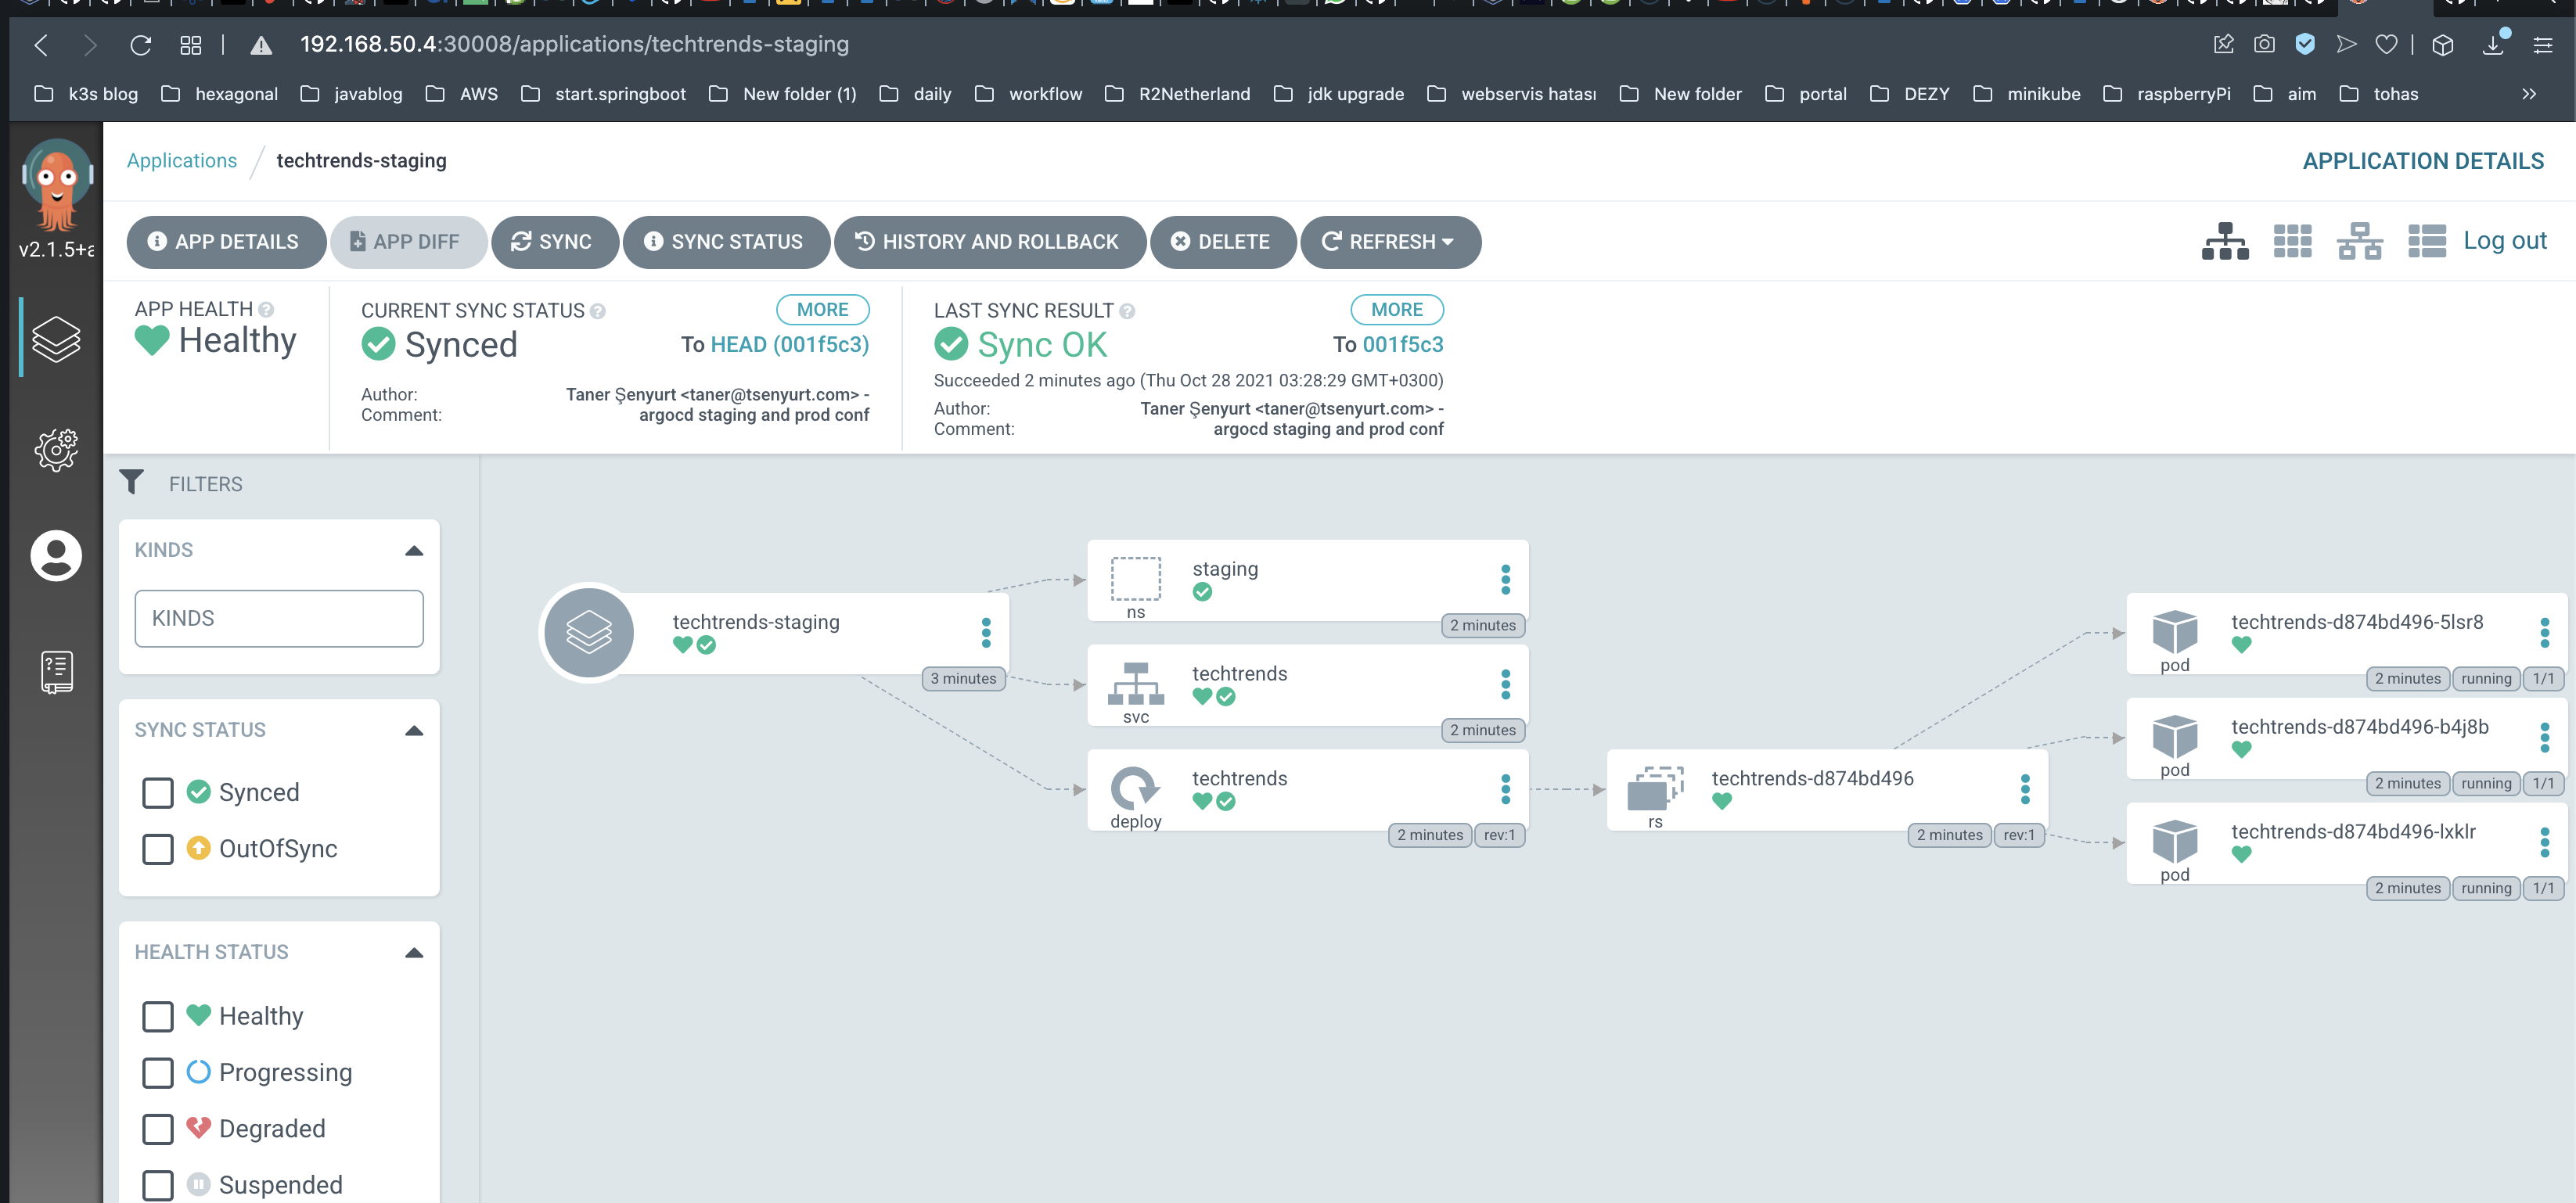 192.168.50.4:30008/applications/techtrends-staging
k3s blog hexagonal javablog AWS start.springboot New folder (1) daily workflow R2Netherland jdk upgrade webservis hatası New folder portal DEZY minikube raspberryPi aim tohas
Applications / techtrends-staging
APPLICATION DETAILS
v2.1.5+a
APP DETAILS APP DIFF SYNC SYNC STATUS HISTORY AND ROLLBACK DELETE REFRESH
Log out
APP HEALTH
Healthy
CURRENT SYNC STATUS
MORE
Synced
To HEAD (001f5c3)
Author: Taner Şenyurt <taner@tsenyurt.com> -
Comment: argocd staging and prod conf
LAST SYNC RESULT
MORE
Sync OK
To 001f5c3
Succeeded 2 minutes ago (Thu Oct 28 2021 03:28:29 GMT+0300)
Author: Taner Şenyurt <taner@tsenyurt.com> -
Comment: argocd staging and prod conf
FILTERS
KINDS
KINDS
SYNC STATUS
Synced
OutOfSync
HEALTH STATUS
Healthy
Progressing
Degraded
Suspended
techtrends-staging
3 minutes
staging
ns
2 minutes
techtrends
svc
2 minutes
techtrends
deploy
2 minutes rev:1
techtrends-d874bd496
rs
2 minutes rev:1
techtrends-d874bd496-5lsr8
pod
2 minutes running 1/1
techtrends-d874bd496-b4j8b
pod
2 minutes running 1/1
techtrends-d874bd496-lxklr
pod
2 minutes running 1/1